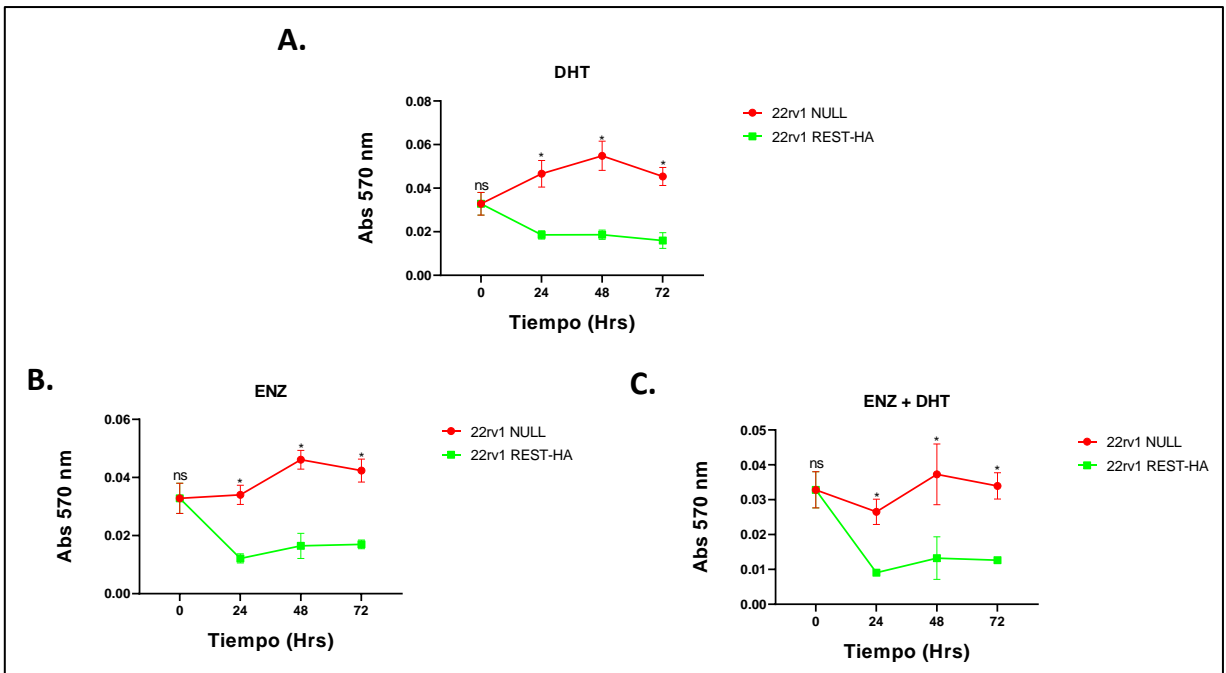 A.
DHT
0.08
0.06
0.04
0.02
0.00
Abs 570 nm
ns
*
*
*
0
24
48
72
Tiempo (Hrs)
22rv1 NULL
22rv1 REST-HA
B.
ENZ
0.06
0.04
0.02
0.00
Abs 570 nm
ns
*
*
*
0
24
48
72
Tiempo (Hrs)
22rv1 NULL
22rv1 REST-HA
C.
ENZ + DHT
0.05
0.04
0.03
0.02
0.01
0.00
Abs 570 nm
ns
*
*
*
0
24
48
72
Tiempo (Hrs)
22rv1 NULL
22rv1 REST-HA